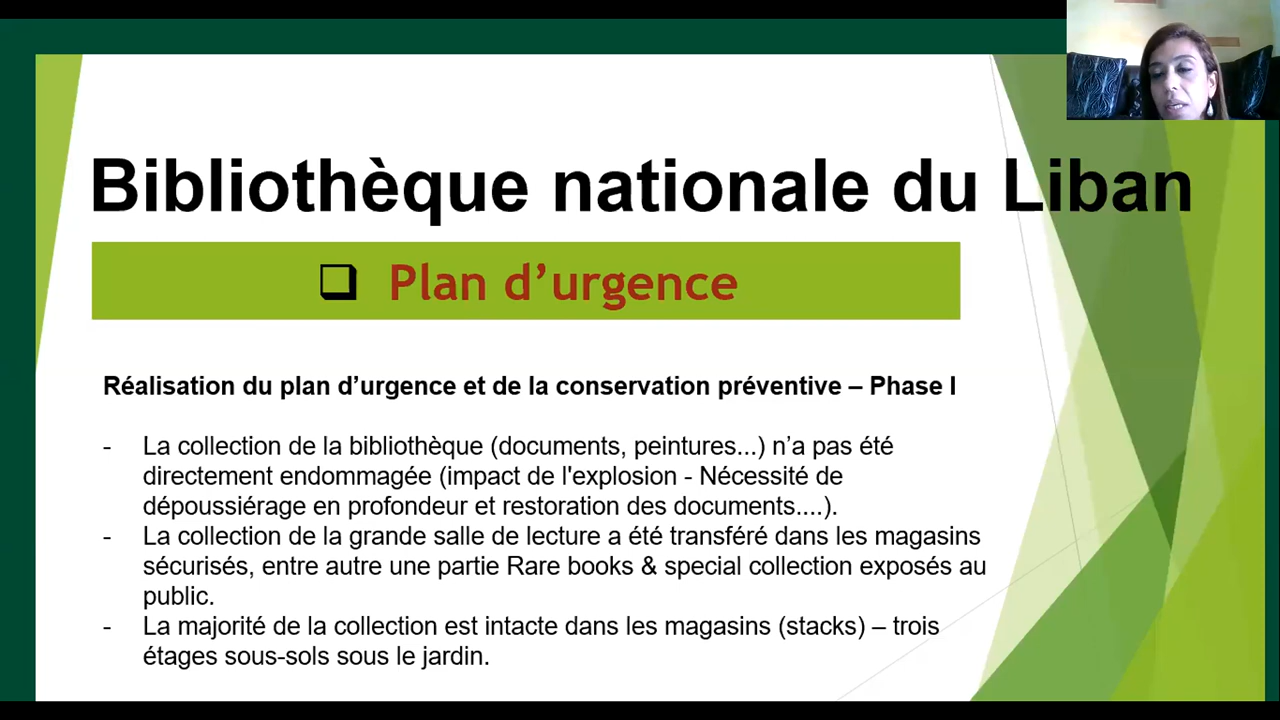 Bibliothèque nationale du Liban
❑ Plan d’urgence
Réalisation du plan d’urgence et de la conservation préventive – Phase I
- La collection de la bibliothèque (documents, peintures...) n’a pas été
directement endommagée (impact de l'explosion - Nécessité de
dépoussiérage en profondeur et restoration des documents....).
- La collection de la grande salle de lecture a été transféré dans les magasins
sécurisés, entre autre une partie Rare books & special collection exposés au
public.
- La majorité de la collection est intacte dans les magasins (stacks) – trois
étages sous-sols sous le jardin.